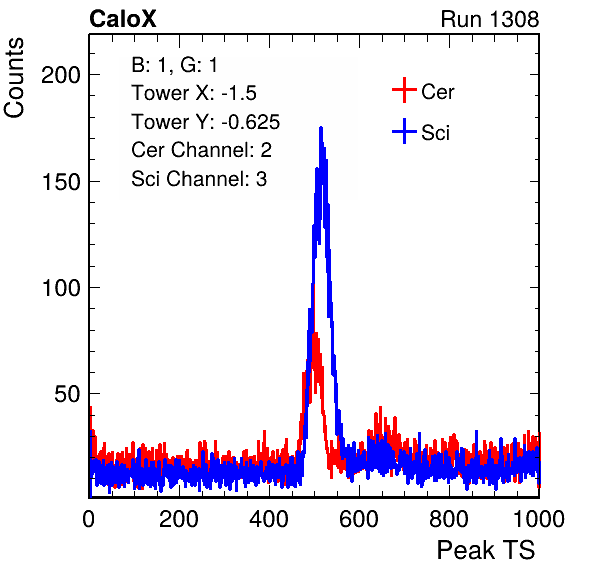 CaloX Run 1308
Counts
B: 1, G: 1
Tower X: -1.5
Tower Y: -0.625
Cer Channel: 2
Sci Channel: 3
Cer
Sci
200
150
100
50
0 200 400 600 800 1000
Peak TS